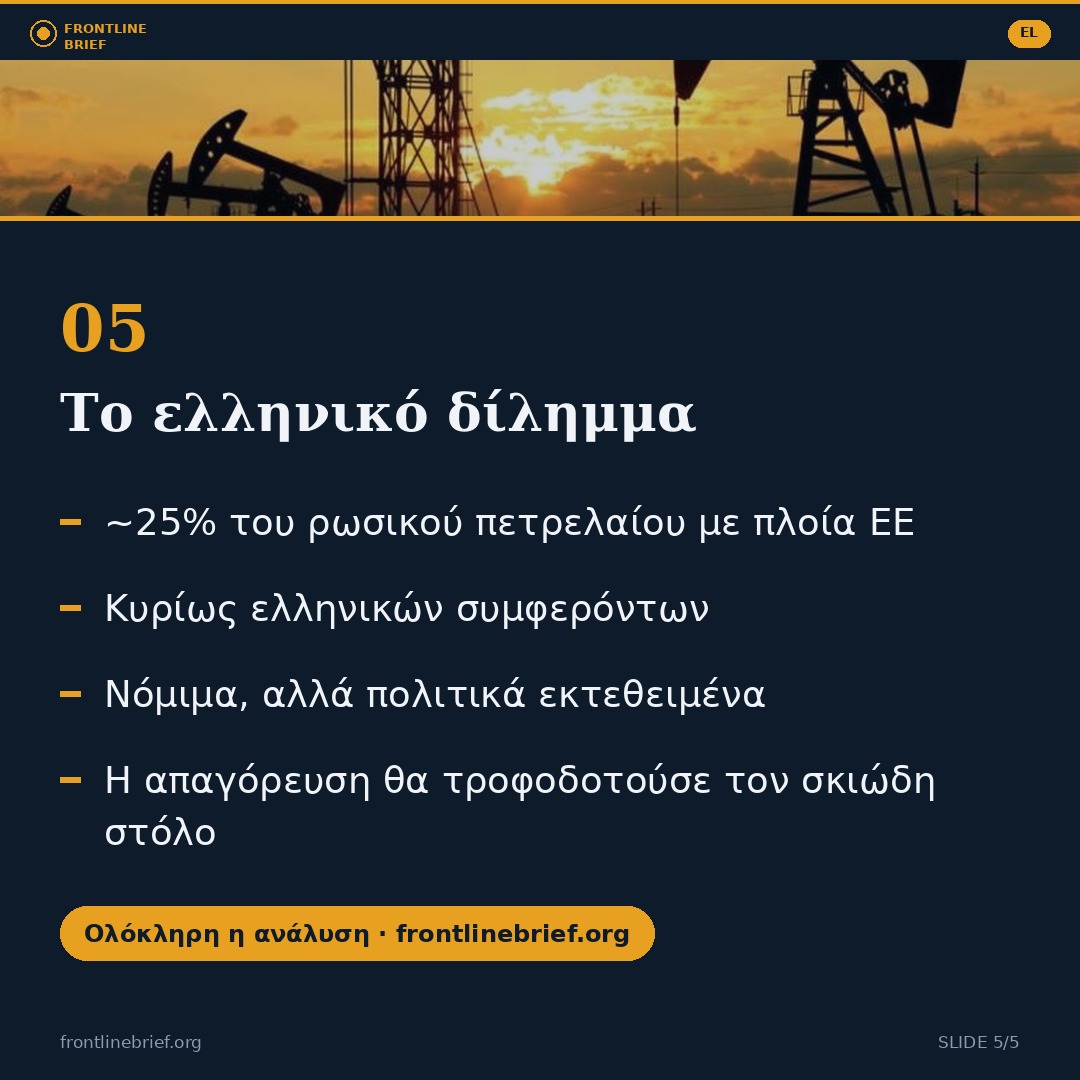 FRONTLINE
BRIEF
EL
05
Το ελληνικό δίλημμα
~25% του ρωσικού πετρελαίου με πλοία ΕΕ
Κυρίως ελληνικών συμφερόντων
Νόμιμα, αλλά πολιτικά εκτεθειμένα
Η απαγόρευση θα τροφοδοτούσε τον σκιώδη
στόλο
Ολόκληρη η ανάλυση · frontlinebrief.org
frontlinebrief.org
SLIDE 5/5